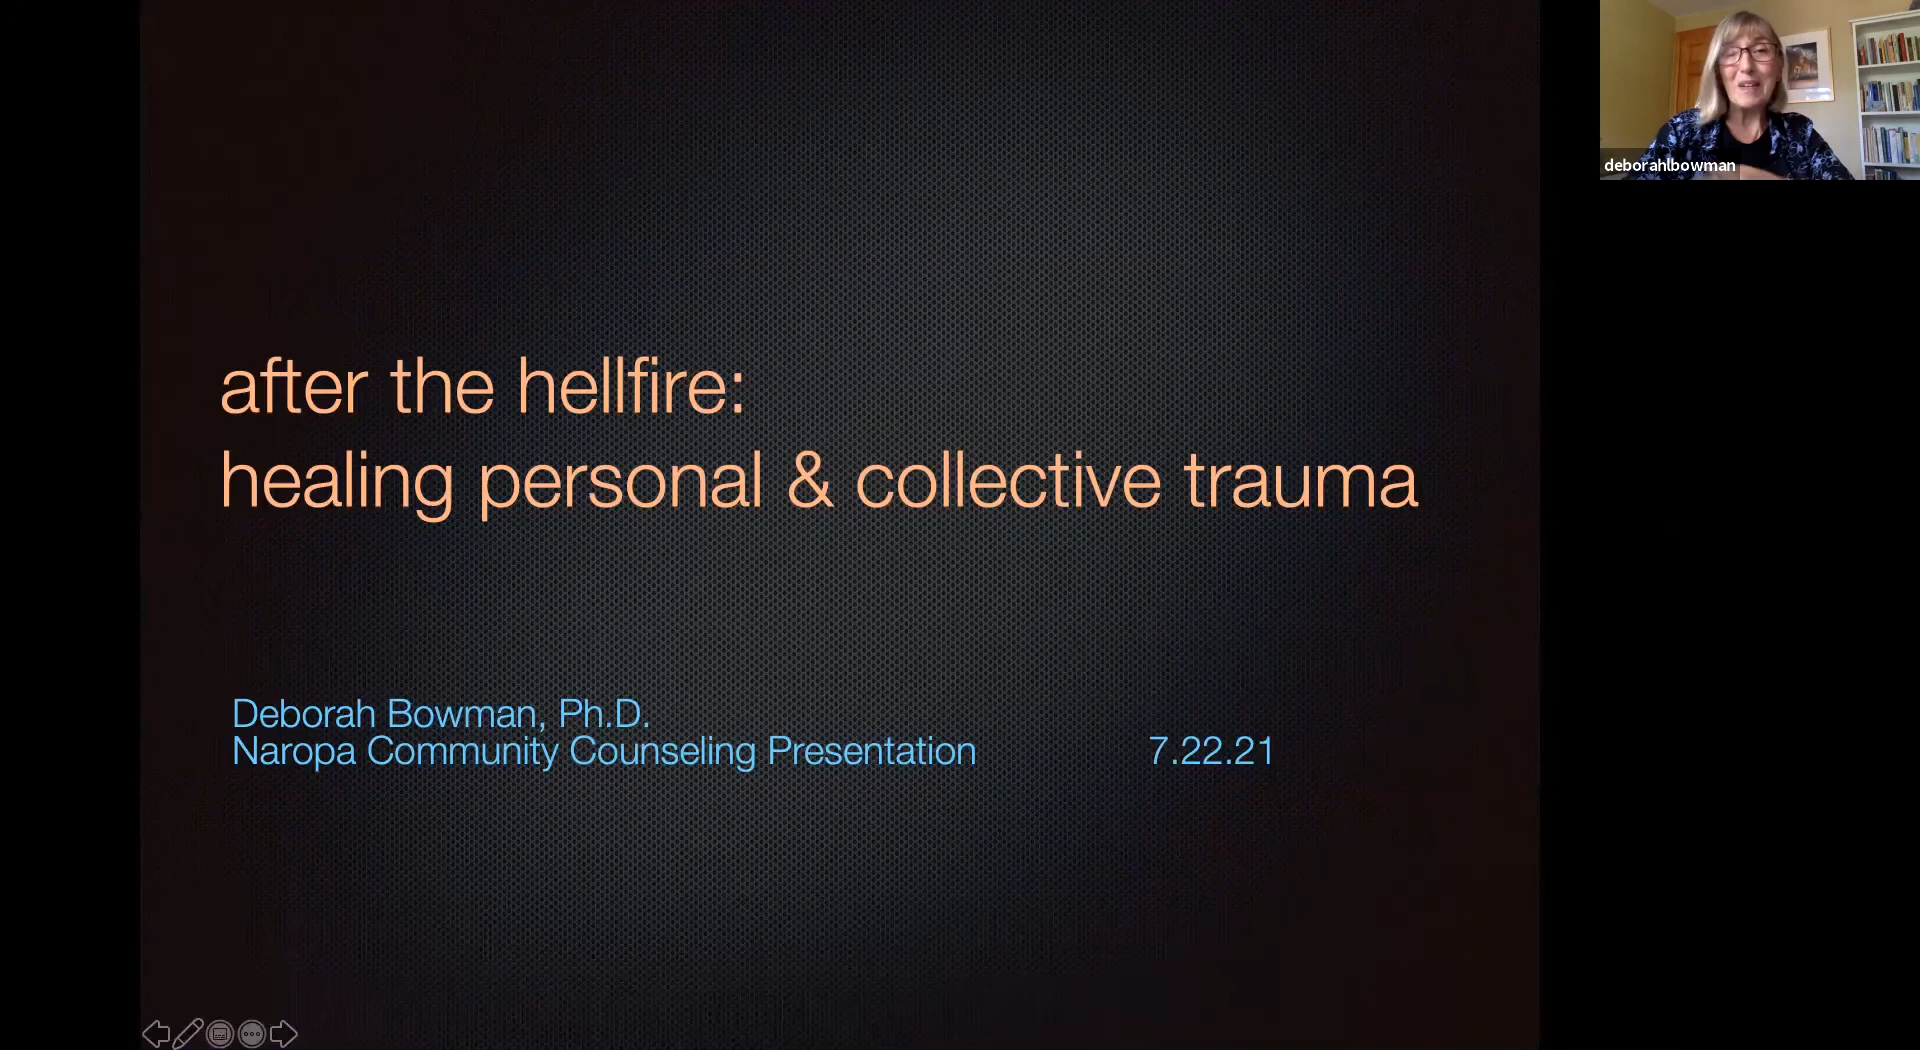 after the hellfire:
healing personal & collective trauma
Deborah Bowman, Ph.D.
Naropa Community Counseling Presentation 7.22.21
deborahlbowman